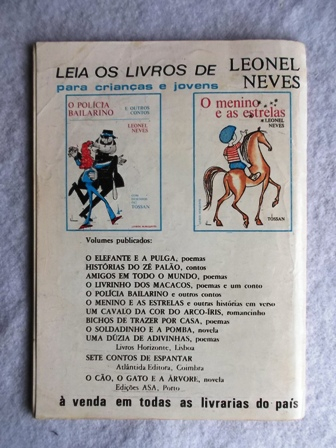 LEIA OS LIVROS DE LEONEL NEVES
para crianças e jovens
O POLÍCIA BAILARINO
E OUTROS CONTOS
LEONEL NEVES
TÓSSAN
O menino e as estrelas
LEONEL NEVES
TÓSSAN
Volumes publicados:
O ELEFANTE E A PULGA, poemas
HISTÓRIAS DO ZÉ PALÃO, contos
AMIGOS EM TODO O MUNDO, poemas
O LIVRINHO DOS MACACOS, poemas e um conto
O POLÍCIA BAILARINO e outros contos
O MENINO E AS ESTRELAS e outras histórias em verso
UM CAVALO DA COR DO ARCO-ÍRIS, romancinho
BICHOS DE TRAZER POR CASA, poemas
O SOLDADINHO E A POMBA, novela
UMA DÚZIA DE ADIVINHAS, poemas
Livros Horizonte, Lisboa
SETE CONTOS DE ESPANTAR
Atlântida Editora, Coimbra
O CÃO, O GATO E A ÁRVORE, novela
Edições ASA, Porto
à venda em todas as livrarias do país